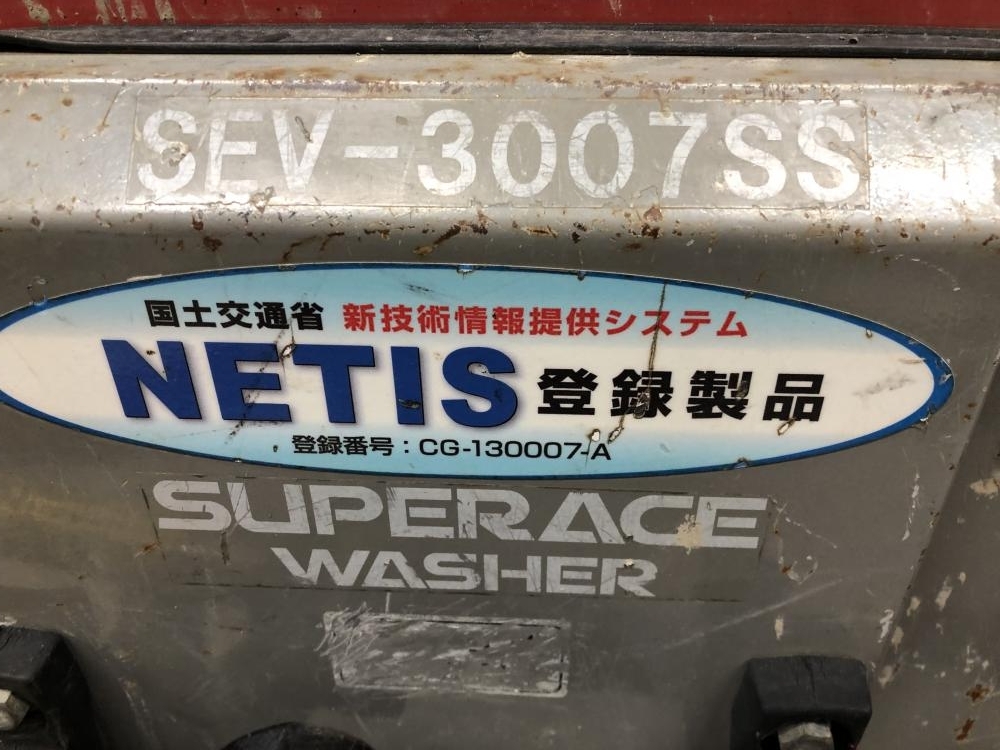 SEV-3007SS
国土交通省 新技術情報提供システム
NETIS 登録製品
登録番号：CG-130007-A
SUPERACE
WASHER